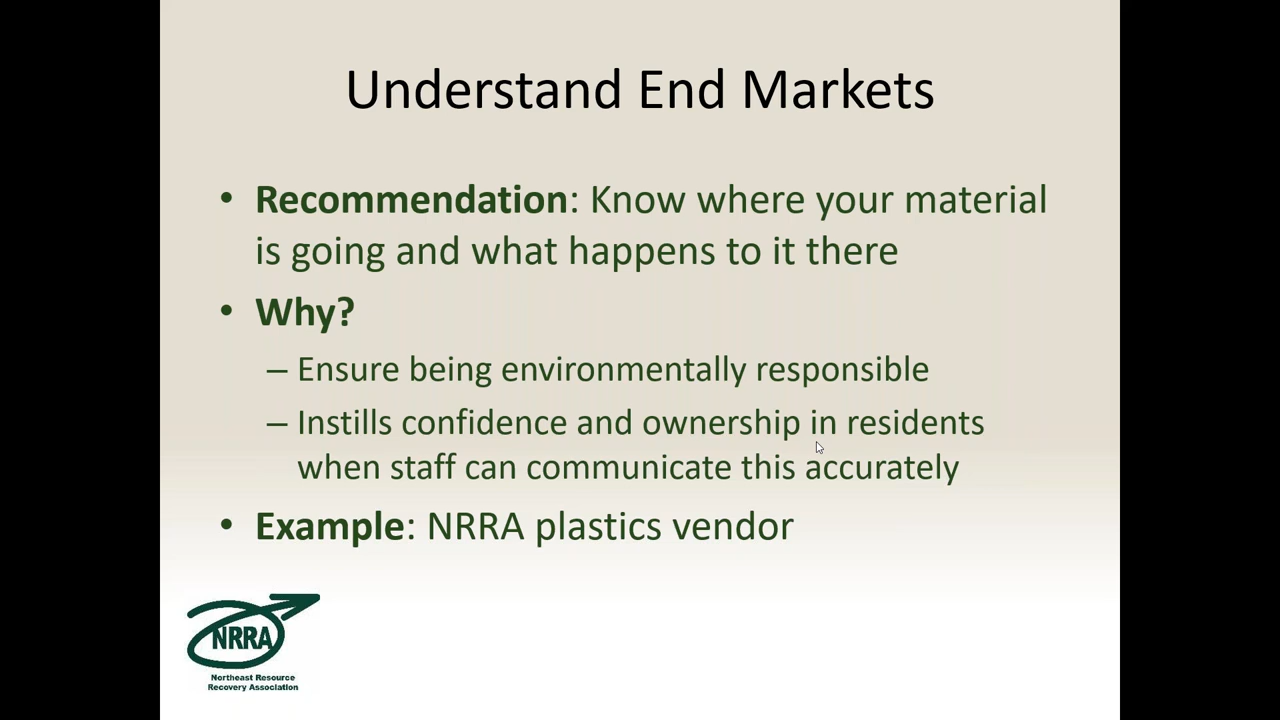 Understand End Markets
• Recommendation: Know where your material
is going and what happens to it there
• Why?
– Ensure being environmentally responsible
– Instills confidence and ownership in residents
when staff can communicate this accurately
• Example: NRRA plastics vendor
NRRA
Northeast Resource
Recovery Association